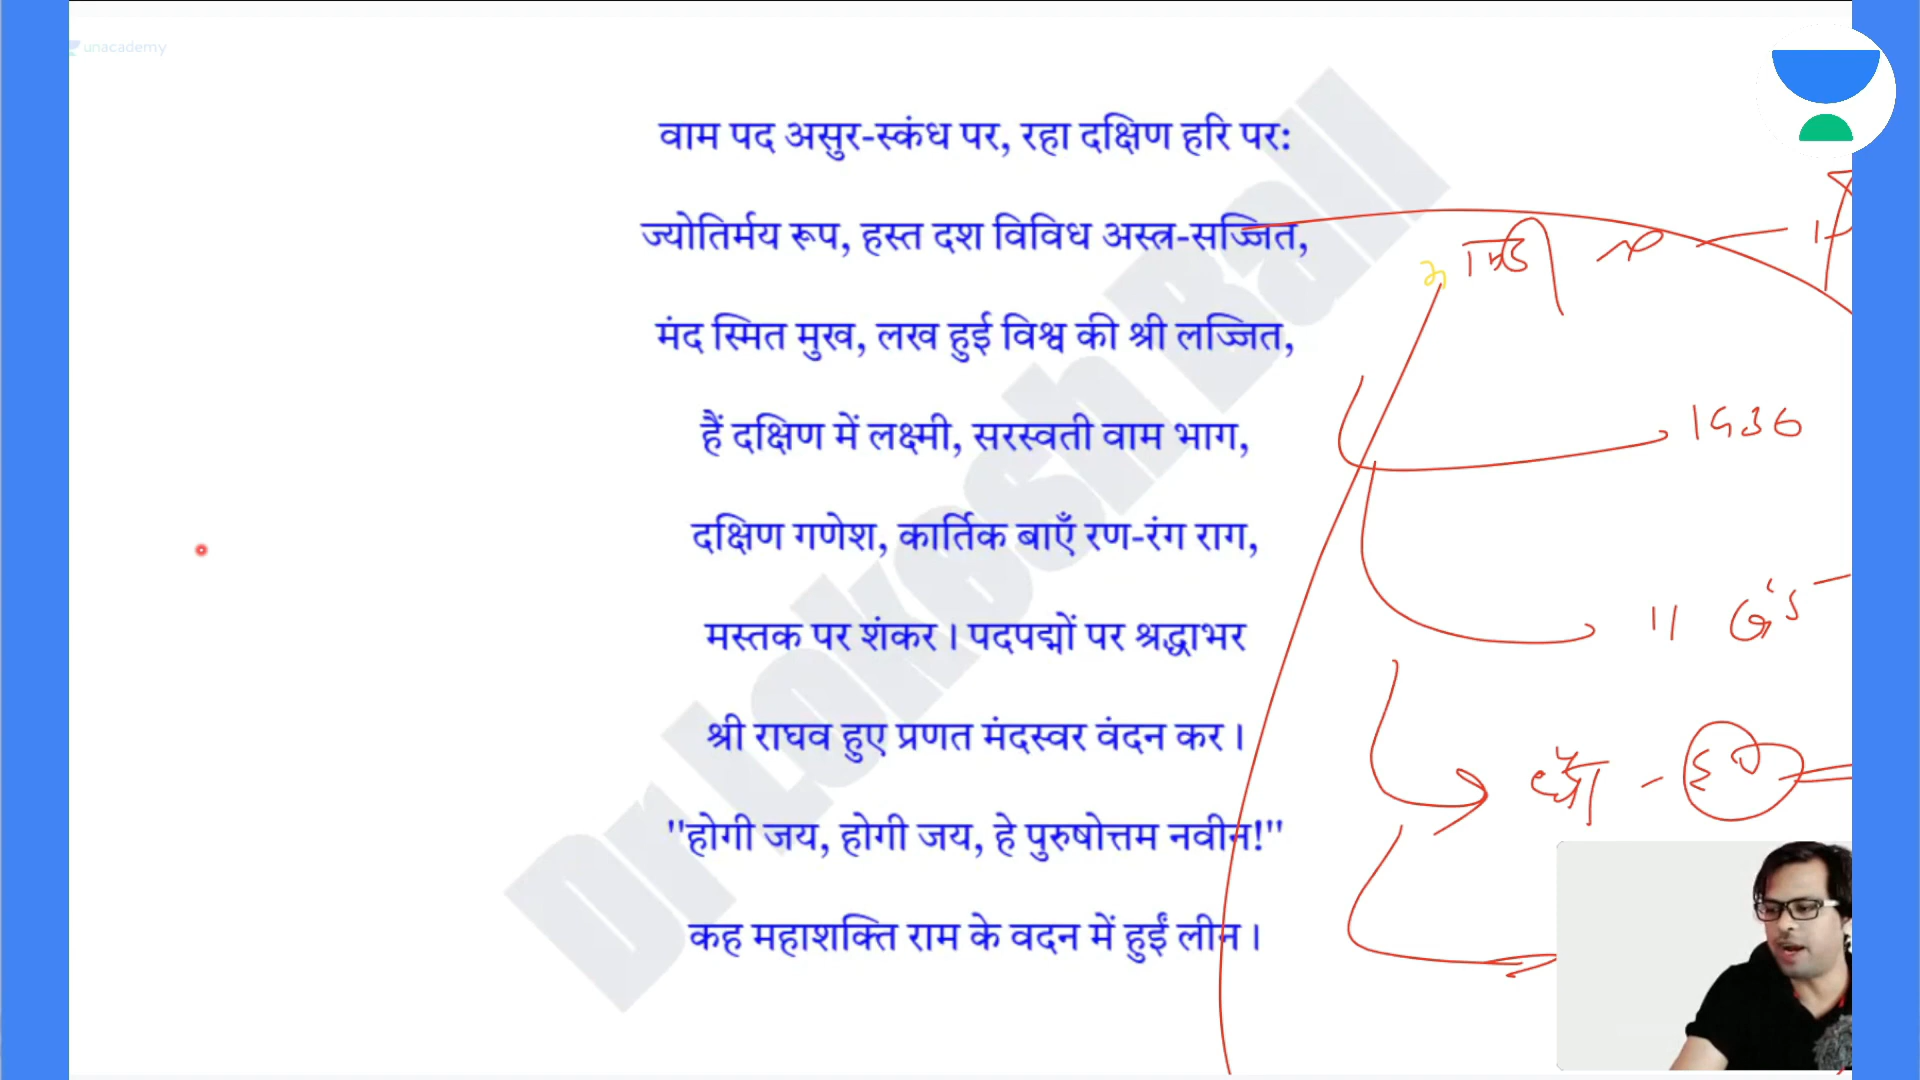 unacademy
वाम पद असुर-स्कंध पर, रहा दक्षिण हरि पर:
ज्योतिर्मय रूप, हस्त दश विविध अस्त्र-सज्जित,
मंद स्मित मुख, लख हुई विश्व की श्री लज्जित,
हैं दक्षिण में लक्ष्मी, सरस्वती वाम भाग,
1936
दक्षिण गणेश, कार्तिक बाएँ रण-रंग राग,
मस्तक पर शंकर। पदपद्मों पर श्रद्धाभर
11
श्री राघव हुए प्रणत मंदस्वर वंदन कर।
"होगी जय, होगी जय, हे पुरुषोत्तम नवीन!"
कह महाशक्ति राम के वदन में हुईं लीन।
Dr Lokesh Bali